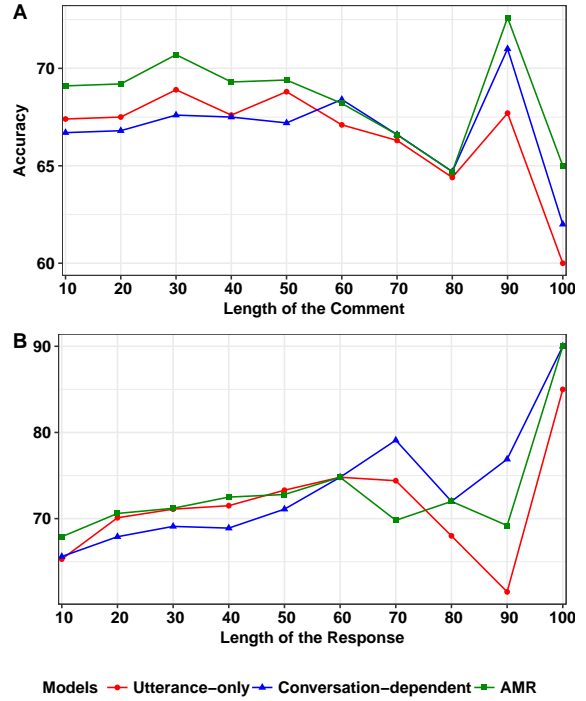 A
Accuracy
70
65
60
10 20 30 40 50 60 70 80 90 100
Length of the Comment
B
90
80
70
10 20 30 40 50 60 70 80 90 100
Length of the Response
Models Utterance-only Conversation-dependent AMR